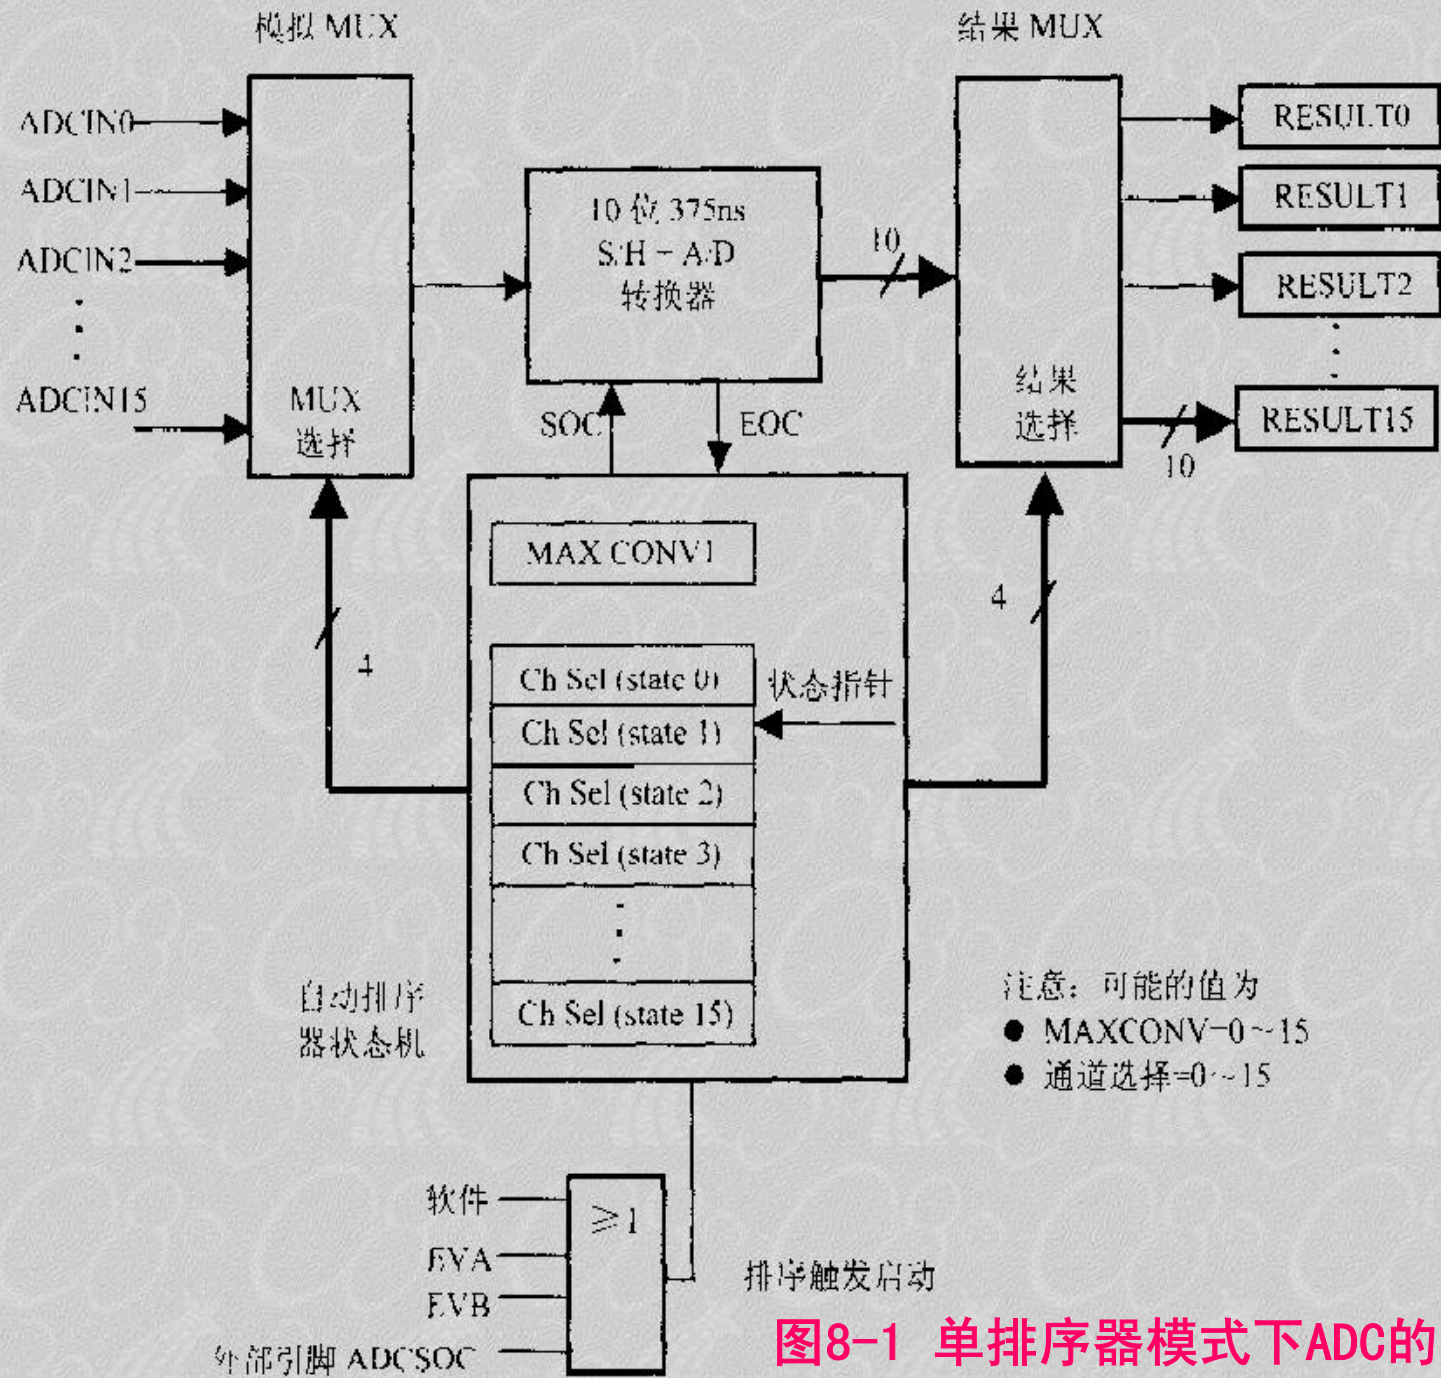 模拟 MUX
结果 MUX
ADCIN0
ADCIN1
ADCIN2
ADCIN15
MUX
选择
10 位 375ns
S/H - A/D
转换器
SOC
EOC
10
结果
选择
10
RESULT0
RESULT1
RESULT2
RESULT15
MAX CONV1
4
4
Ch Sel (state 0)
状态指针
Ch Sel (state 1)
Ch Sel (state 2)
Ch Sel (state 3)
Ch Sel (state 15)
自动排序
器状态机
注意：可能的值为
● MAXCONV=0~15
● 通道选择=0~15
软件
EVA
EVB
外部引脚 ADCSOC
≥1
排序触发启动
图8-1 单排序器模式下ADC的